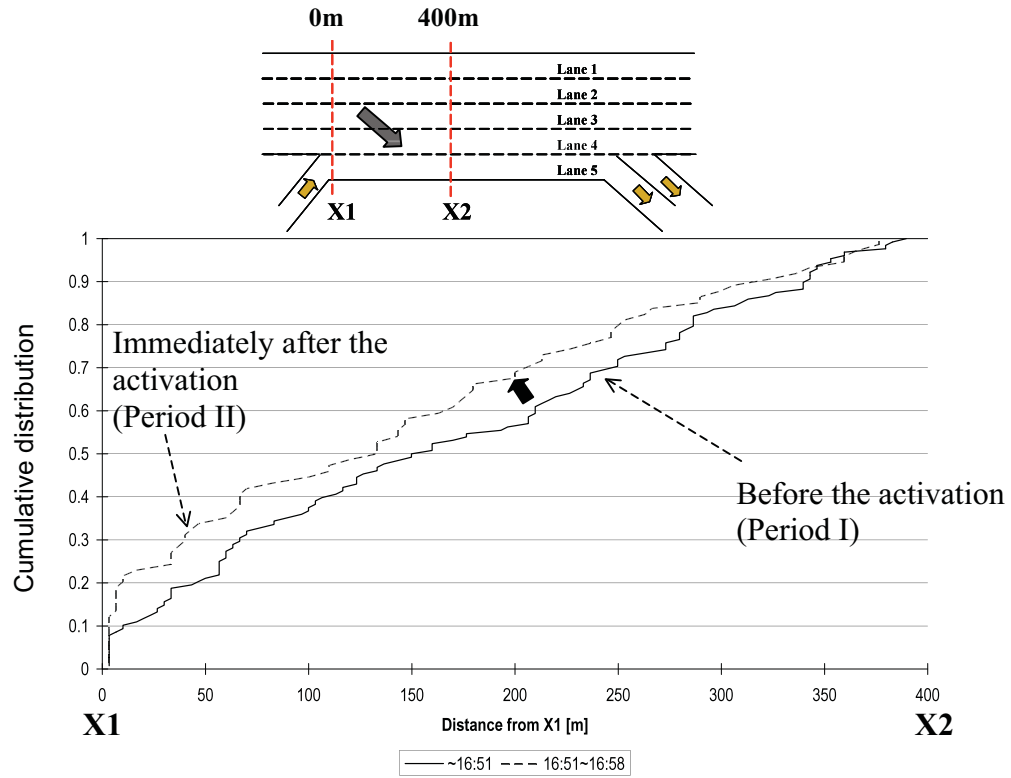 0m 400m
Lane 1
Lane 2
Lane 3
Lane 4
Lane 5
X1 X2
Cumulative distribution
1
0.9
0.8
0.7
0.6
0.5
0.4
0.3
0.2
0.1
0
Immediately after the
activation
(Period II)
Before the activation
(Period I)
0 50 100 150 200 250 300 350 400
X1 Distance from X1 [m] X2
~16:51 16:51~16:58